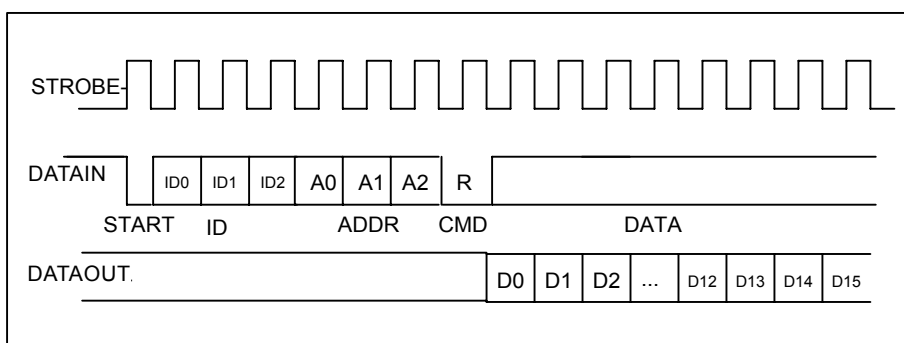 STROBE-
DATAIN ID0 ID1 ID2 A0 A1 A2 R
START ID ADDR CMD DATA
DATAOUT. D0 D1 D2 ... D12 D13 D14 D15